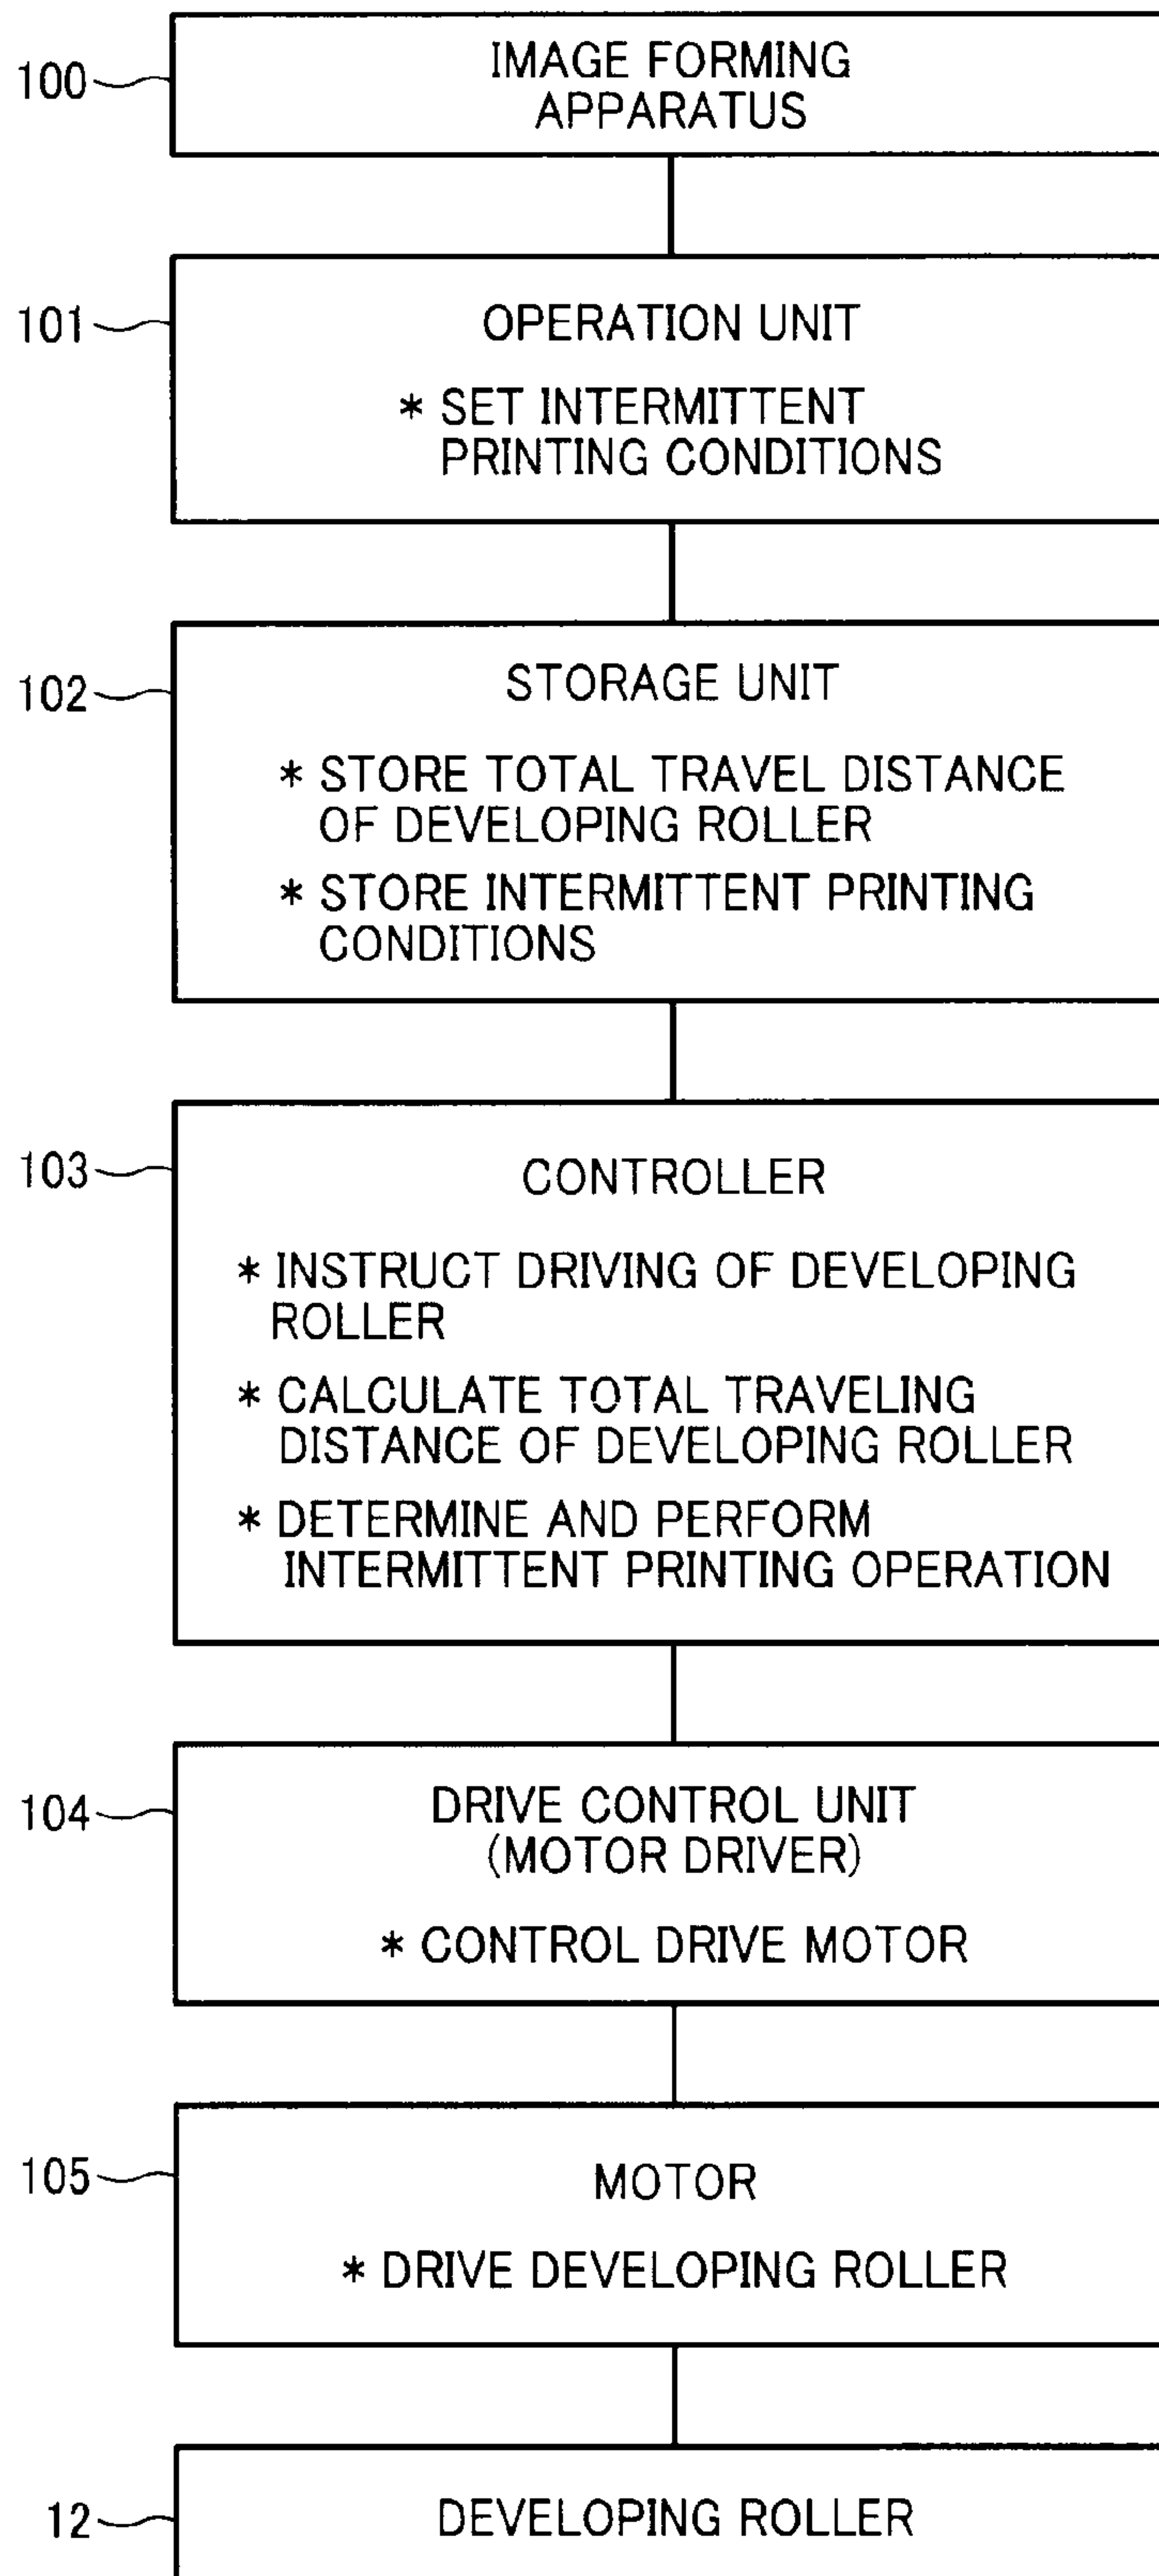 100
IMAGE FORMING
APPARATUS
101
OPERATION UNIT
* SET INTERMITTENT
PRINTING CONDITIONS
102
STORAGE UNIT
* STORE TOTAL TRAVEL DISTANCE
OF DEVELOPING ROLLER
* STORE INTERMITTENT PRINTING
CONDITIONS
103
CONTROLLER
* INSTRUCT DRIVING OF DEVELOPING
ROLLER
* CALCULATE TOTAL TRAVELING
DISTANCE OF DEVELOPING ROLLER
* DETERMINE AND PERFORM
INTERMITTENT PRINTING OPERATION
104
DRIVE CONTROL UNIT
(MOTOR DRIVER)
* CONTROL DRIVE MOTOR
105
MOTOR
* DRIVE DEVELOPING ROLLER
12
DEVELOPING ROLLER